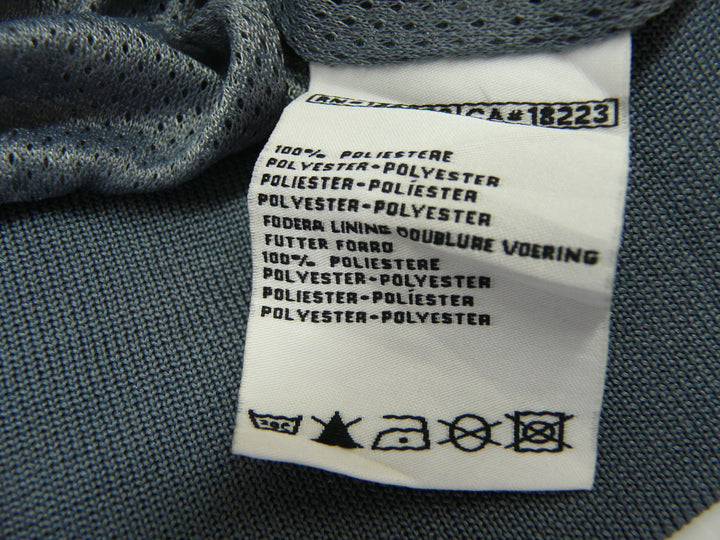 CA#18223
100% POLIESTERE
POLYESTER-POLYESTER
POLIESTER-POLÍESTER
POLYESTER-POLYESTER
FODERA LINING DOUBLURE VOERING
FUTTER FORRO
100% POLIESTERE
POLYESTER-POLYESTER
POLIESTER-POLÍESTER
POLYESTER-POLYESTER